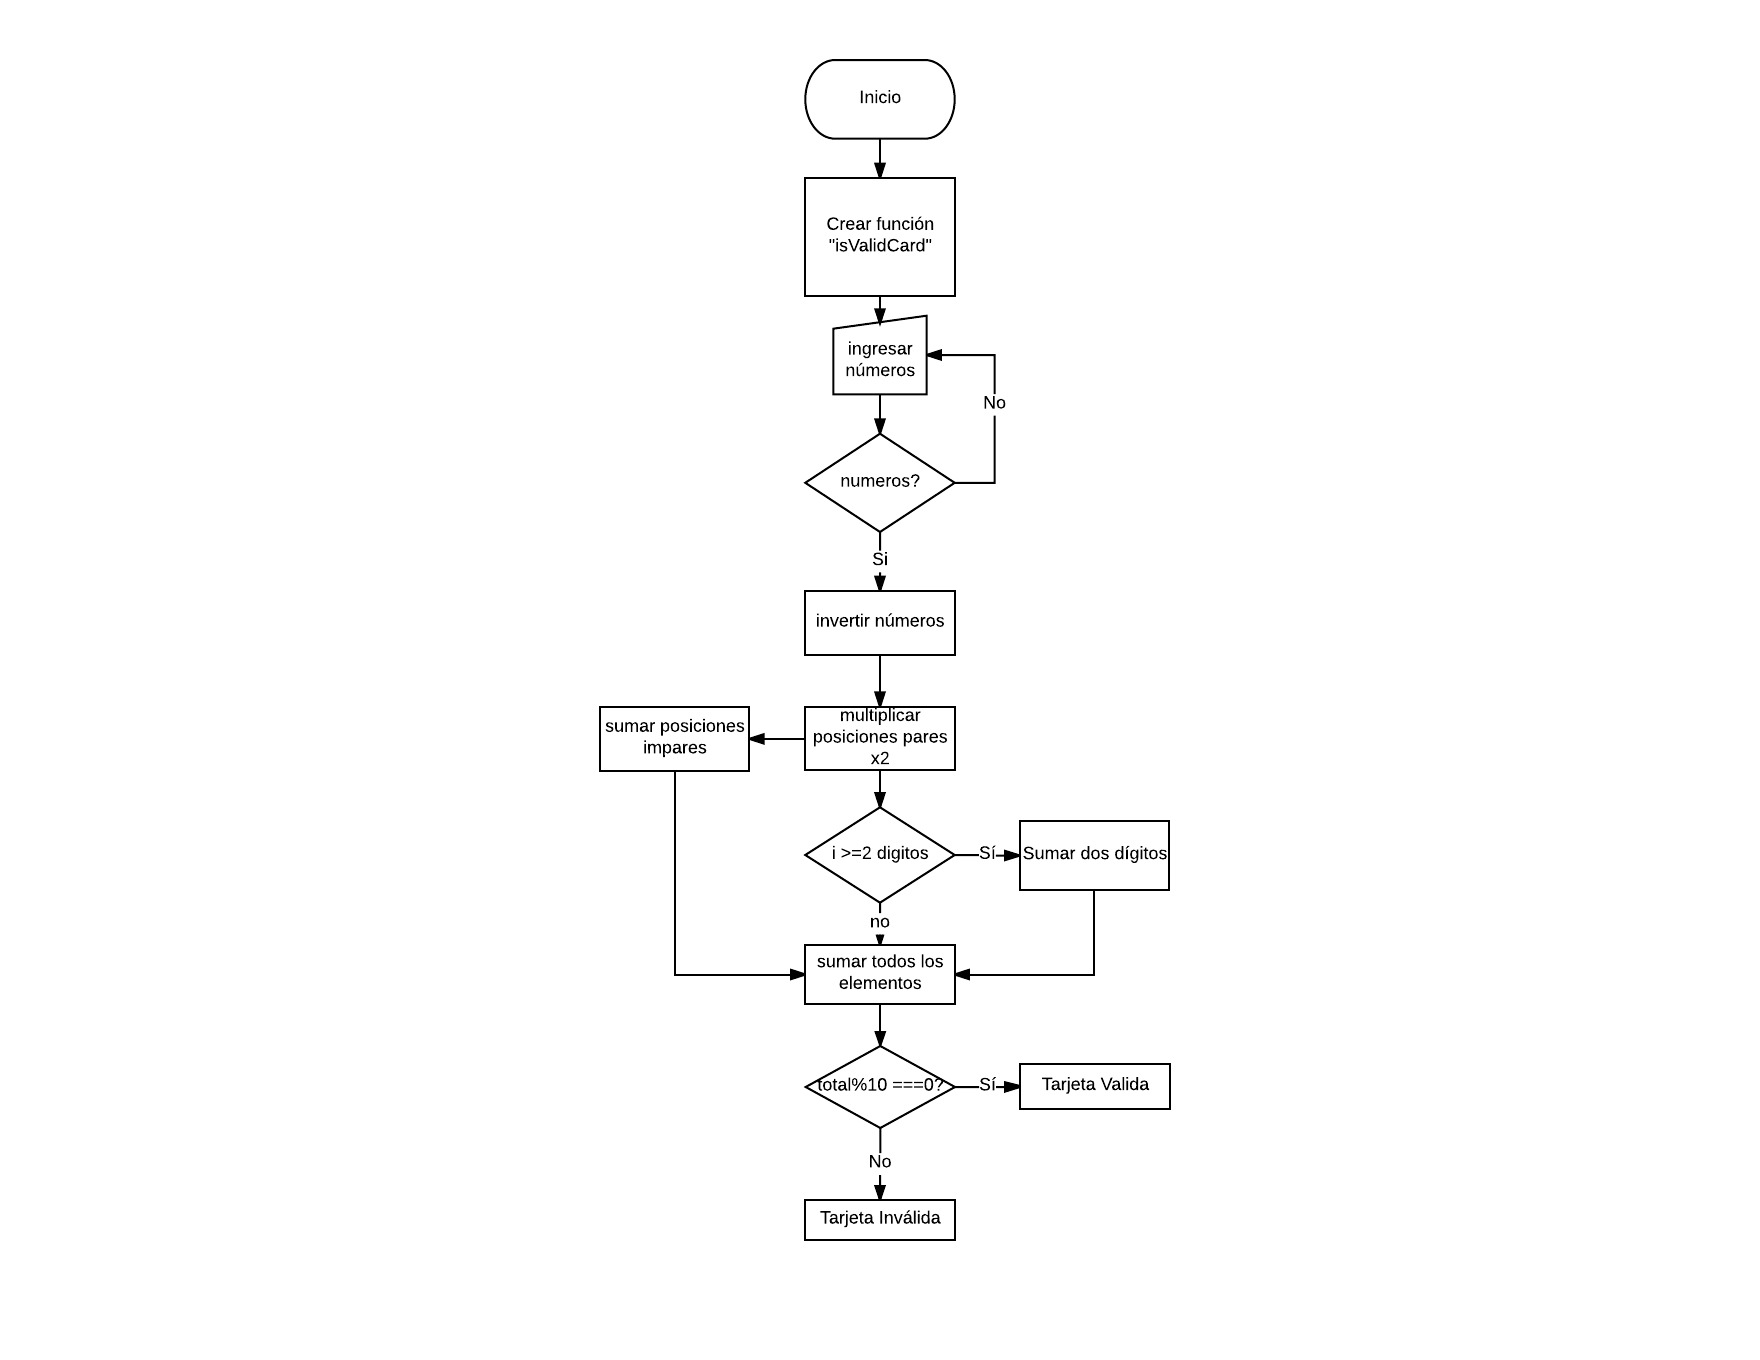 Inicio
Crear función
"isValidCard"
ingresar
números
No
numeros?
Si
invertir números
sumar posiciones
impares
multiplicar
posiciones pares
x2
i >=2 digitos
Sí
Sumar dos dígitos
no
sumar todos los
elementos
total%10 ===0?
Sí
Tarjeta Valida
No
Tarjeta Inválida